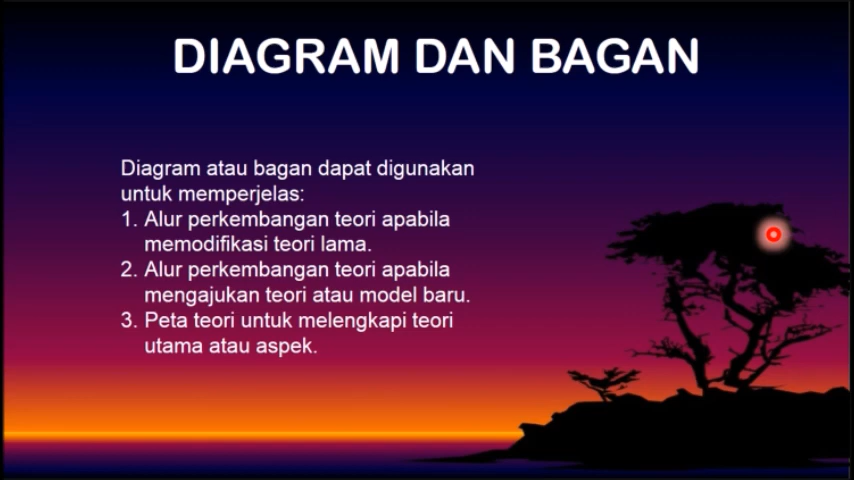 DIAGRAM DAN BAGAN
Diagram atau bagan dapat digunakan
untuk memperjelas:
1. Alur perkembangan teori apabila
memodifikasi teori lama.
2. Alur perkembangan teori apabila
mengajukan teori atau model baru.
3. Peta teori untuk melengkapi teori
utama atau aspek.